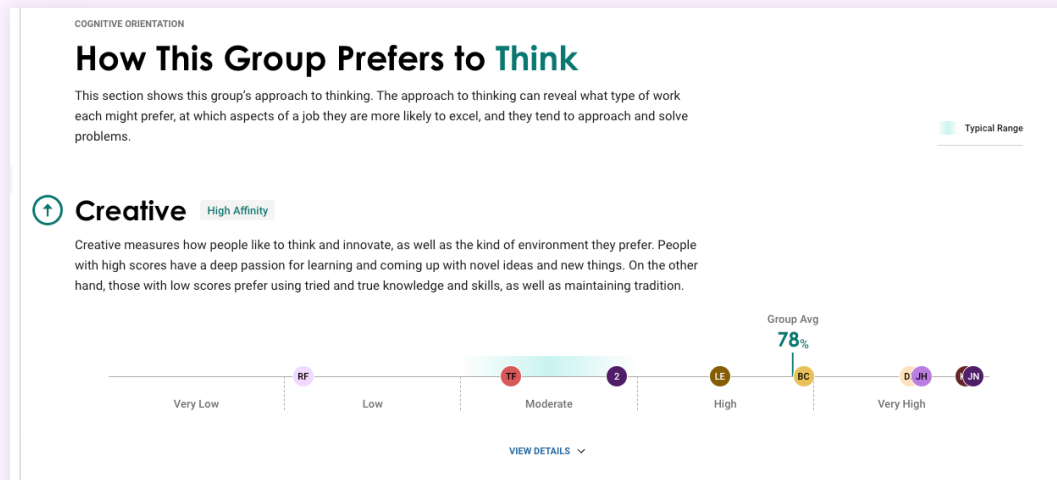 COGNITIVE ORIENTATION
How This Group Prefers to Think
This section shows this group's approach to thinking. The approach to thinking can reveal what type of work
each might prefer, at which aspects of a job they are more likely to excel, and they tend to approach and solve
problems.
Typical Range
Creative High Affinity
Creative measures how people like to think and innovate, as well as the kind of environment they prefer. People
with high scores have a deep passion for learning and coming up with novel ideas and new things. On the other
hand, those with low scores prefer using tried and true knowledge and skills, as well as maintaining tradition.
Group Avg
78%
RF TF 2 LE BC D JH JN
Very Low Low Moderate High Very High
VIEW DETAILS